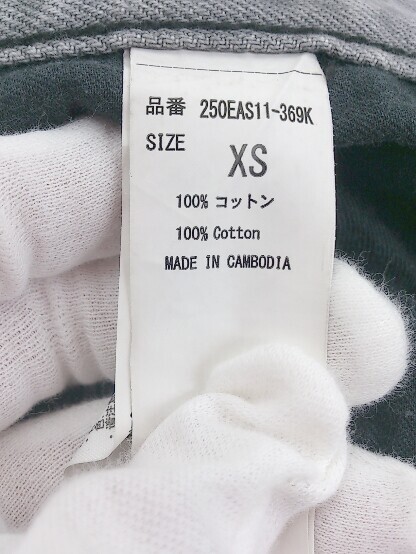 品番 250EAS11-369K
SIZE
XS
100% コットン
100% Cotton
MADE IN CAMBODIA